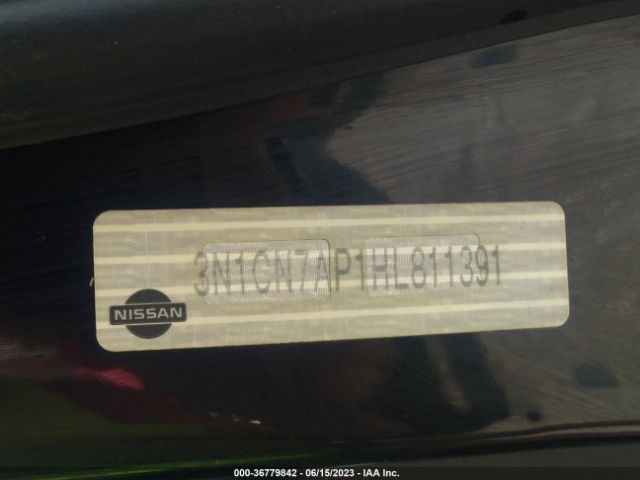 3N1CN7AP1HL811391
NISSAN
000-36779842 - 06/15/2023 - IAA Inc.